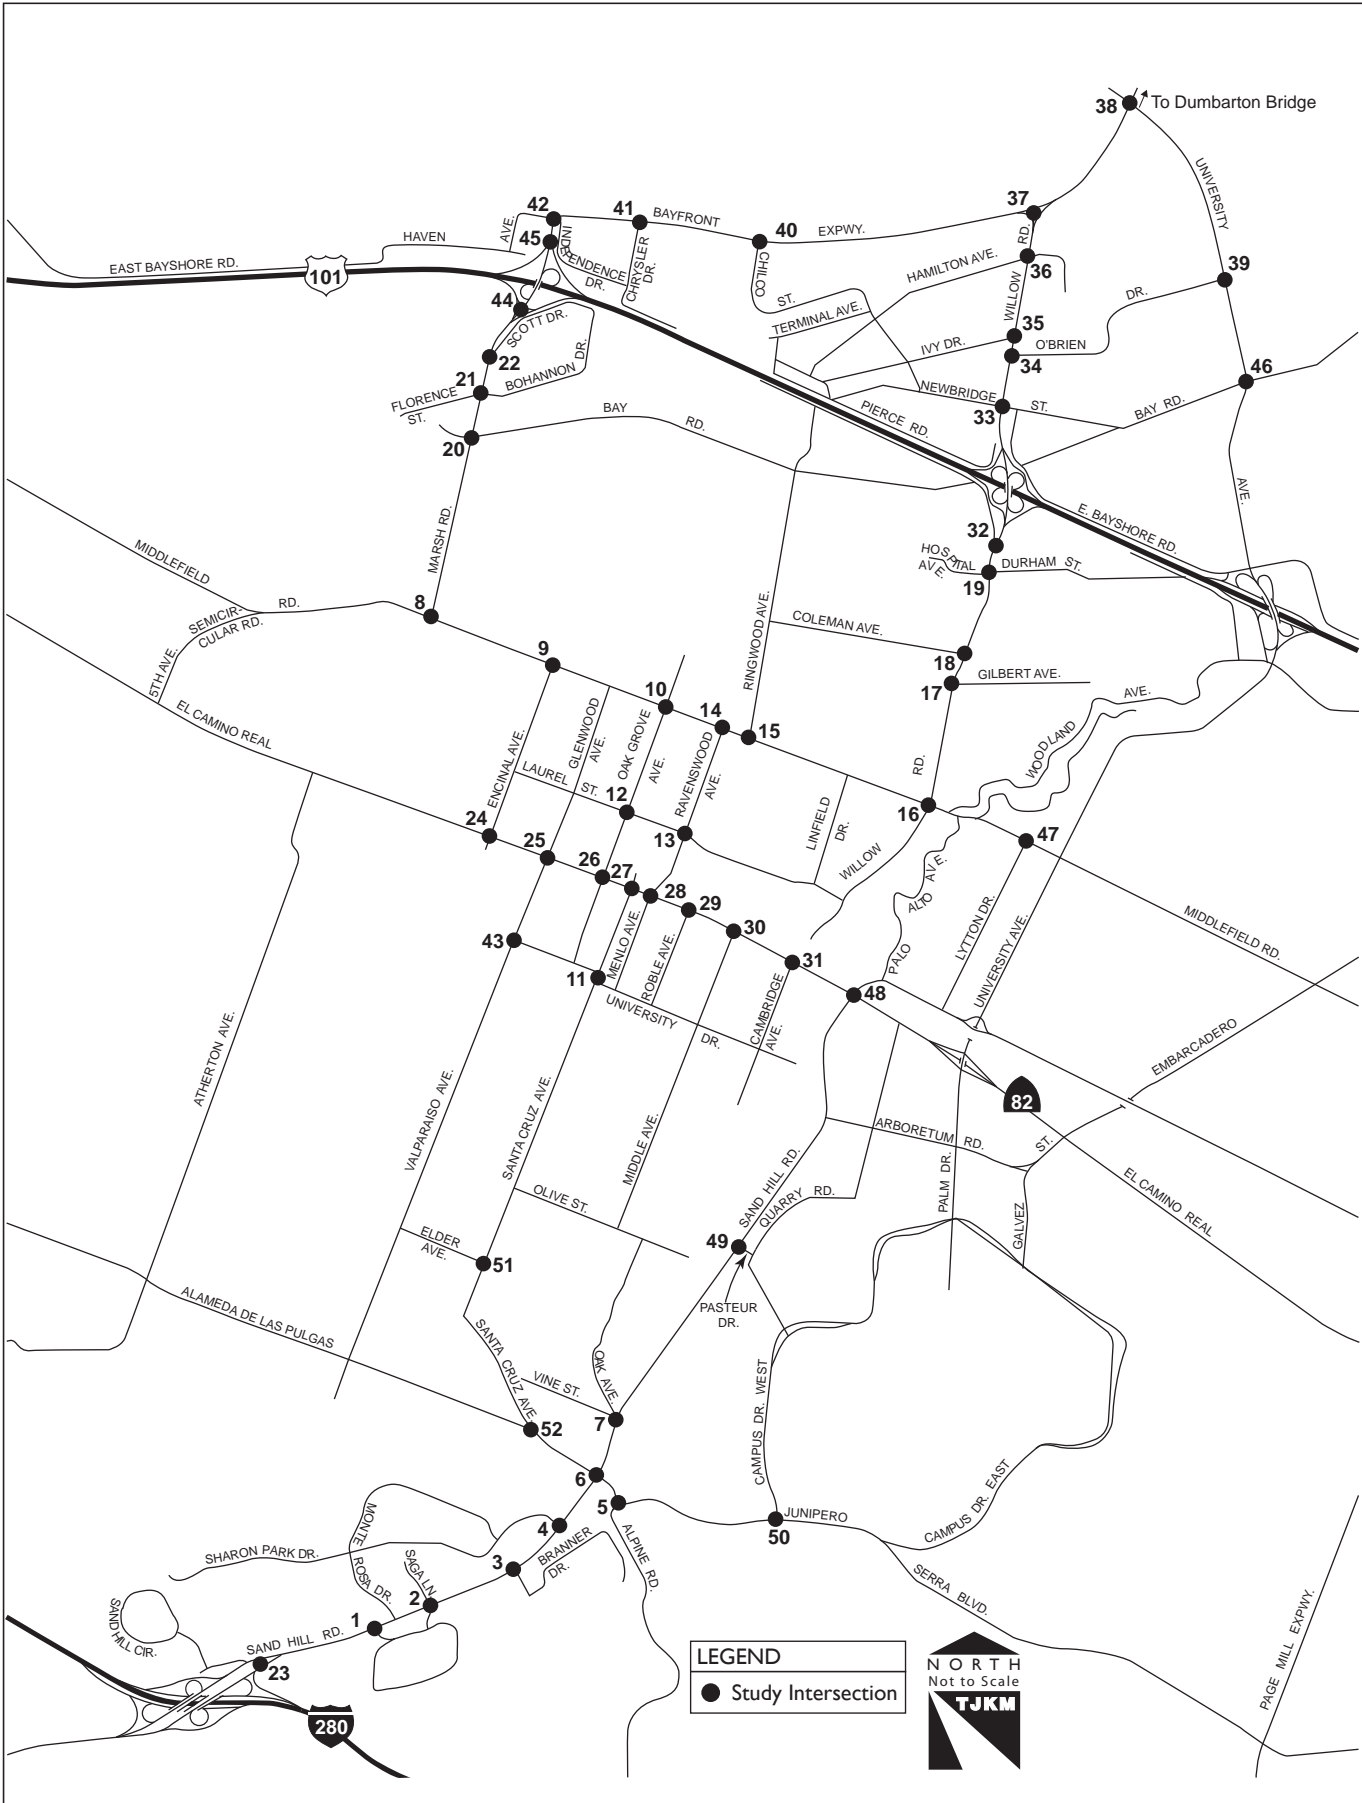 38
To Dumbarton Bridge
UNIVERSITY
42
41
BAYFRONT
37
AVE.
INDEPENDENCE
DR.
45
40
EXPWY.
RD.
HAVEN
EAST BAYSHORE RD.
101
CHRYSLER
DR.
CHILCO
ST.
HAMILTON AVE.
36
39
44
SCOTT DR.
TERMINAL AVE.
WILLOW
DR.
35
22
IVY DR.
O'BRIEN
34
21
BOHANNON
DR.
46
FLORENCE
ST.
NEWBRIDGE
ST.
BAY
RD.
PIERCE RD.
33
BAY RD.
20
AVE.
MARSH RD.
E. BAYSHORE RD.
32
MIDDLEFIELD
RD.
HOSPITAL
AVE.
DURHAM ST.
19
8
SEMICIR-
CULAR RD.
RINGWOOD AVE.
COLEMAN AVE.
9
18
5TH AVE.
GILBERT AVE.
17
10
AVE.
EL CAMINO REAL
14
15
GLENWOOD
AVE.
OAK GROVE
AVE.
RAVENSWOOD
AVE.
WOODLAND
ENCINAL AVE.
LAUREL
ST.
RD.
12
16
24
13
LINFIELD
DR.
47
25
WILLOW
26
27
PALO
ALTO
AVE.
28
29
LYTTON DR.
MIDDLEFIELD RD.
30
MENLO AVE.
ROBLE AVE.
UNIVERSITY AVE.
43
31
11
48
UNIVERSITY
DR.
CAMBRIDGE
AVE.
ATHERTON AVE.
EMBARCADERO
VALPARAISO AVE.
SANTA CRUZ AVE.
MIDDLE AVE.
82
ARBORETUM RD.
ST.
SAND HILL RD.
PALM DR.
EL CAMINO REAL
OLIVE ST.
QUARRY RD.
GALVEZ
49
ELDER
AVE.
51
PASTEUR
DR.
ALAMEDA DE LAS PULGAS
SANTA CRUZ AVE.
OAK AVE.
VINE ST.
CAMPUS DR. WEST
7
52
6
5
JUNIPERO
50
CAMPUS DR. EAST
MONTE
ROSA DR.
4
BRANNER
DR.
ALPINE RD.
SHARON PARK DR.
3
SAGA LN.
SERRA BLVD.
2
1
SAND HILL CIR.
SAND HILL RD.
23
280
PAGE MILL EXPWY.
LEGEND
Study Intersection
NORTH
Not to Scale
TJKM